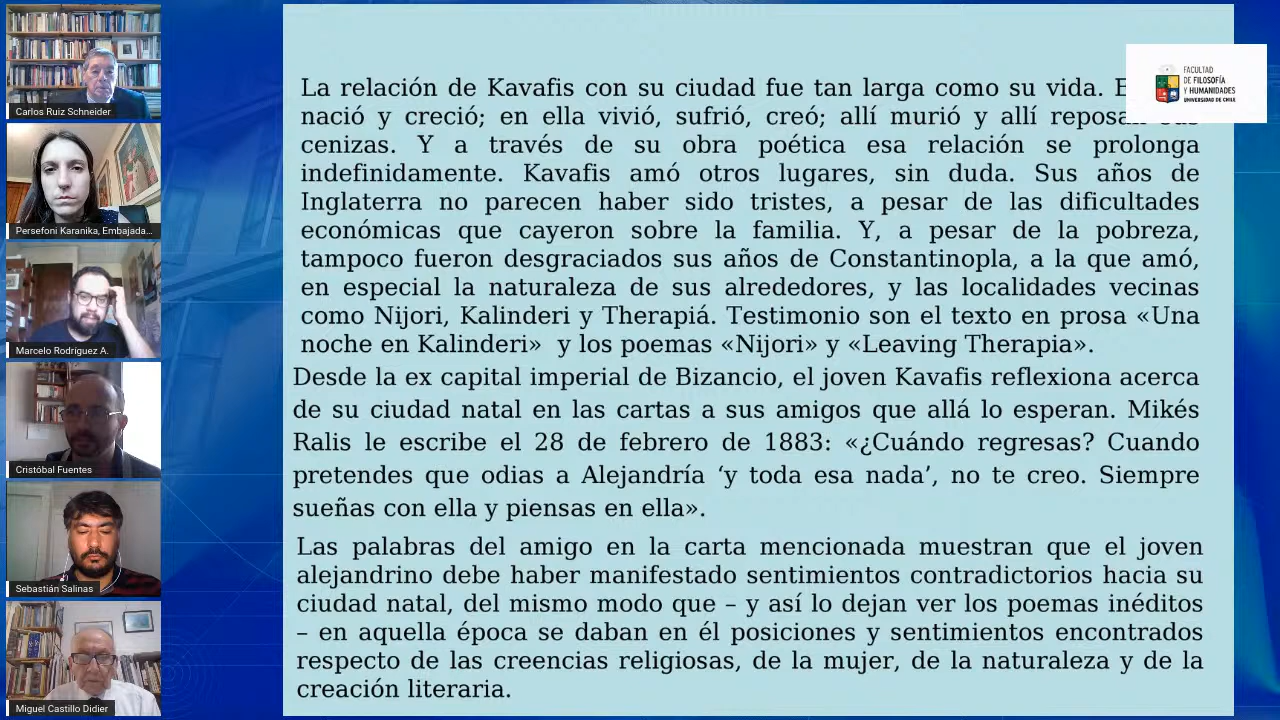 Carlos Ruiz Schneider
Persefoni Karanika, Embajada...
Marcelo Rodríguez A.
Cristóbal Fuentes
Sebastián Salinas
Miguel Castillo Didier
La relación de Kavafis con su ciudad fue tan larga como su vida.
nació y creció; en ella vivió, sufrió, creó; allí murió y allí
cenizas. Y a través de su obra poética esa relación se prolonga
indefinidamente. Kavafis amó otros lugares, sin duda. Sus años de
Inglaterra no parecen haber sido tristes, a pesar de las dificultades
económicas que cayeron sobre la familia. Y, a pesar de la pobreza,
tampoco fueron desgraciados sus años de Constantinopla, a la que amó,
en especial la naturaleza de sus alrededores, y las localidades vecinas
como Nijori, Kalinderi y Therapiá. Testimonio son el texto en prosa «Una
noche en Kalinderi» y los poemas «Nijori» y «Leaving Therapia».
Desde la ex capital imperial de Bizancio, el joven Kavafis reflexiona acerca
de su ciudad natal en las cartas a sus amigos que allá lo esperan. Mikés
Ralis le escribe el 28 de febrero de 1883: «¿Cuándo regresas? Cuando
pretendes que odias a Alejandría ‘y toda esa nada’, no te creo. Siempre
sueñas con ella y piensas en ella».
Las palabras del amigo en la carta mencionada muestran que el joven
alejandrino debe haber manifestado sentimientos contradictorios hacia su
ciudad natal, del mismo modo que – y así lo dejan ver los poemas inéditos
– en aquella época se daban en él posiciones y sentimientos encontrados
respecto de las creencias religiosas, de la mujer, de la naturaleza y de la
creación literaria.
FACULTAD
DE FILOSOFÍA
Y HUMANIDADES
UNIVERSIDAD DE CHILE